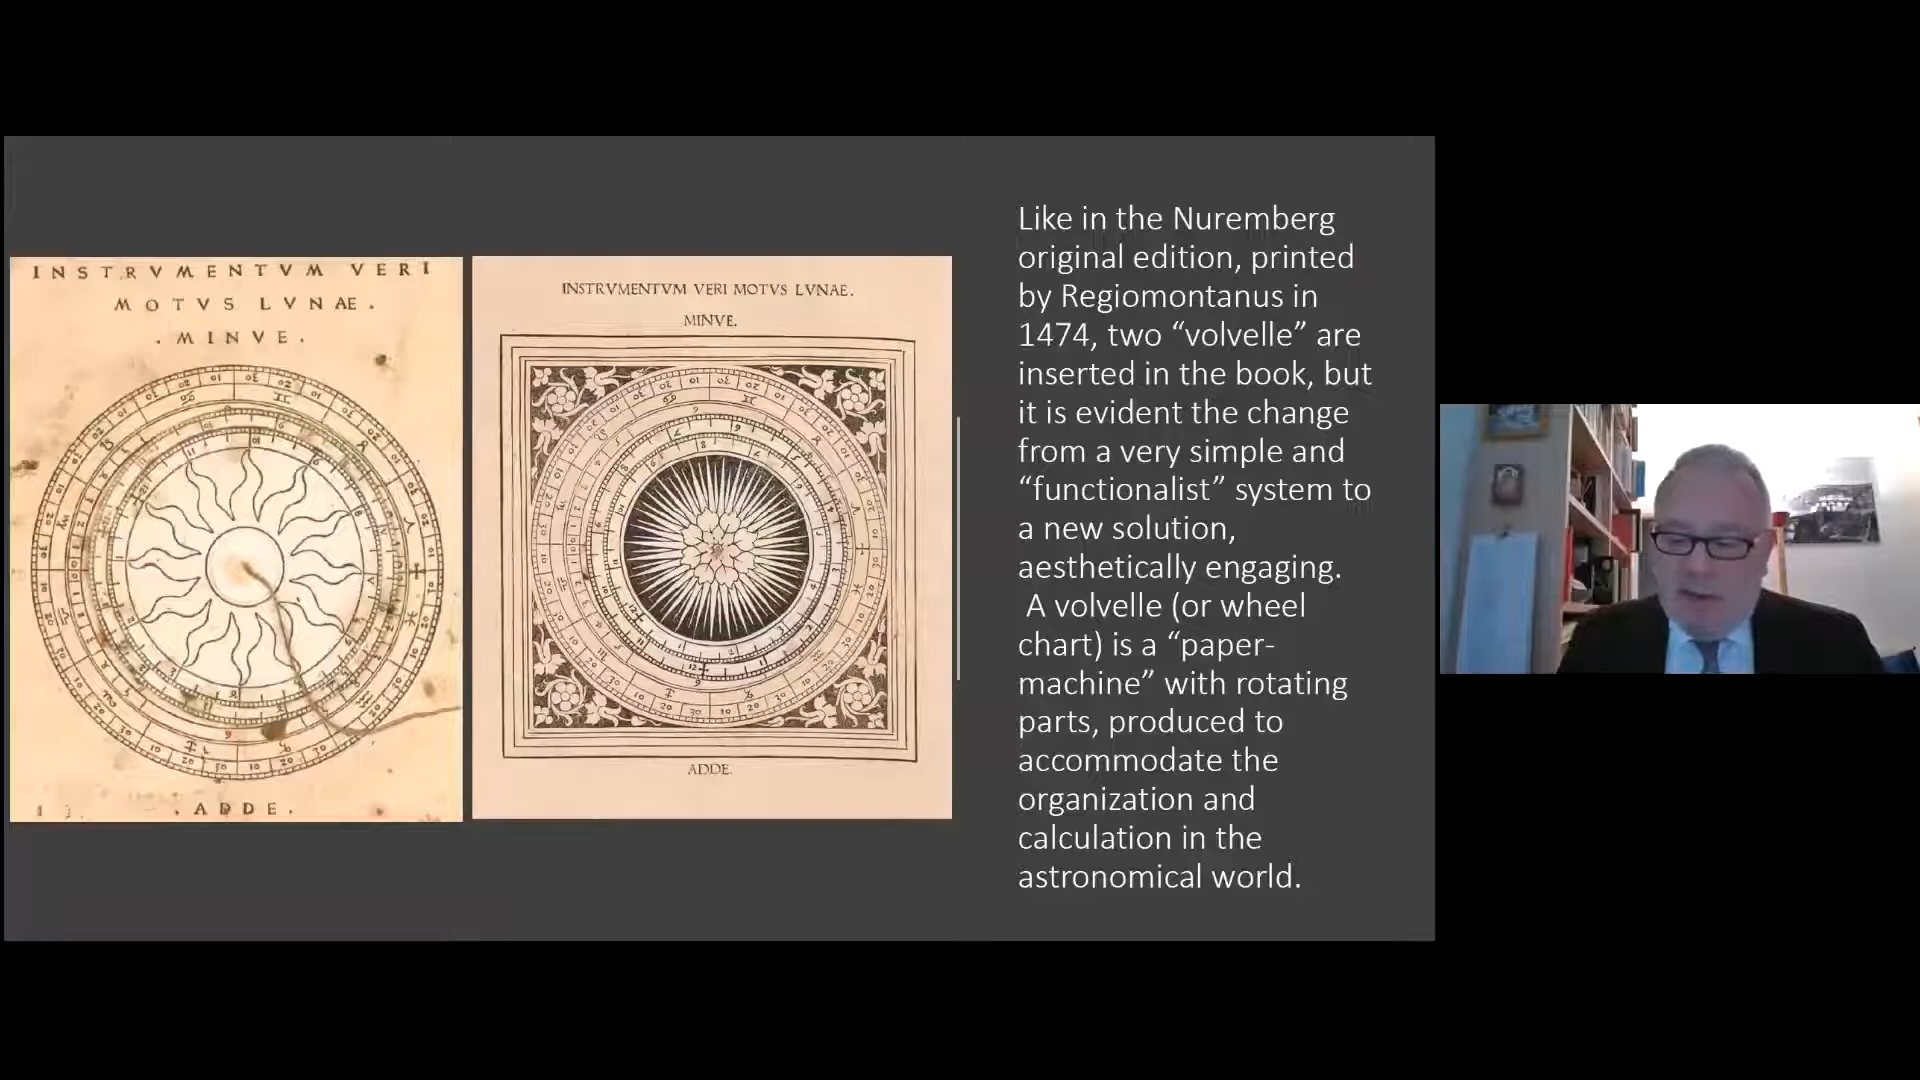 INSTRVMENTVM VERI
MOTVS LVNAE.
. MINVE.
. ADDE.
INSTRVMENTVM VERI MOTVS LVNAE.
MINVE.
ADDE.
Like in the Nuremberg
original edition, printed
by Regiomontanus in
1474, two “volvelle” are
inserted in the book, but
it is evident the change
from a very simple and
“functionalist” system to
a new solution,
aesthetically engaging.
A volvelle (or wheel
chart) is a “paper-
machine” with rotating
parts, produced to
accommodate the
organization and
calculation in the
astronomical world.